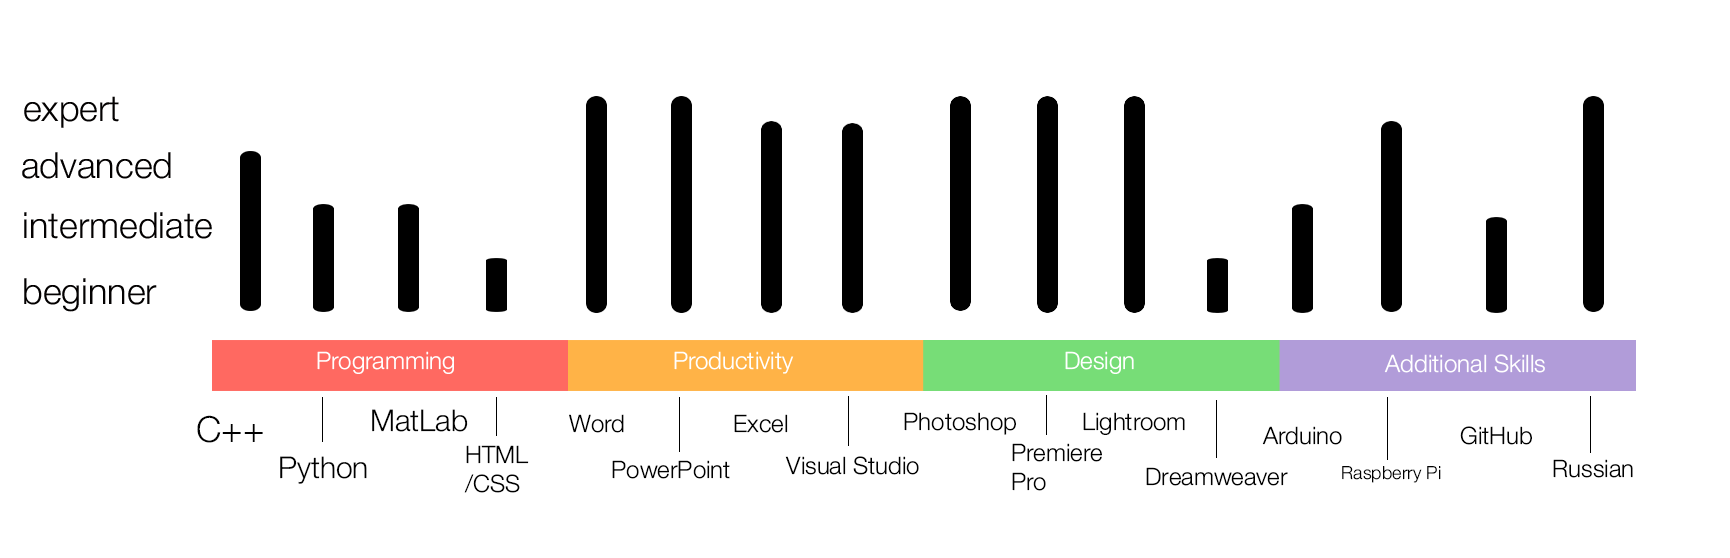 expert
advanced
intermediate
beginner
Programming
Productivity
Design
Additional Skills
C++
Python
MatLab
HTML
/CSS
Word
PowerPoint
Excel
Visual Studio
Photoshop
Premiere
Pro
Lightroom
Dreamweaver
Arduino
Raspberry Pi
GitHub
Russian